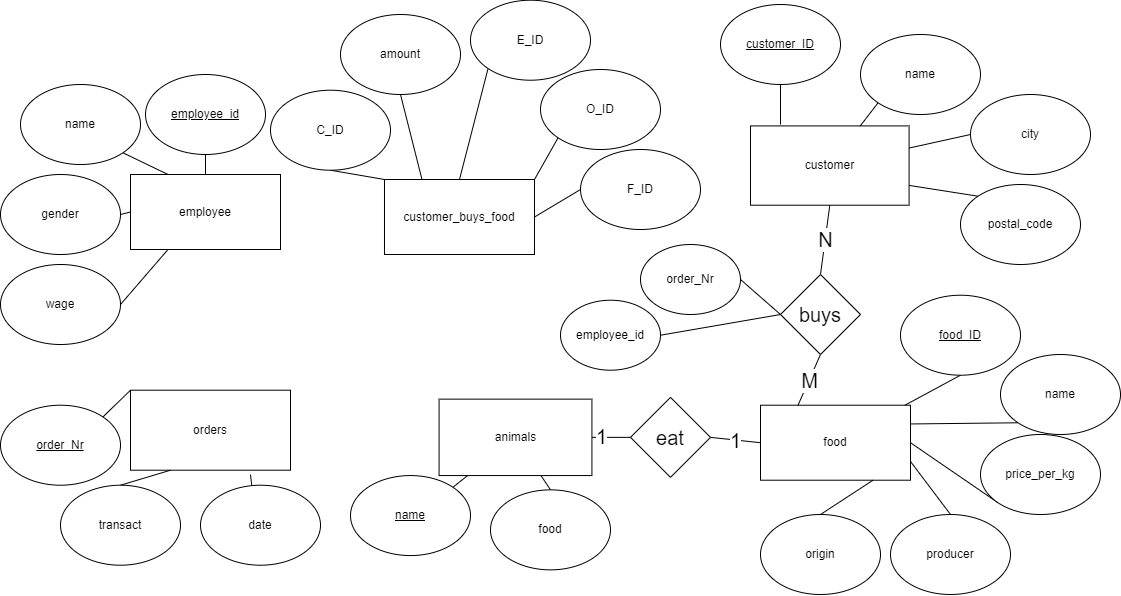 customer_ID
name
city
postal_code
customer
N
buys
M
order_Nr
employee_id
E_ID
amount
O_ID
C_ID
F_ID
customer_buys_food
employee_id
name
gender
wage
employee
orders
order_Nr
transact
date
animals
name
food
1
eat
1
food
food_ID
name
price_per_kg
origin
producer